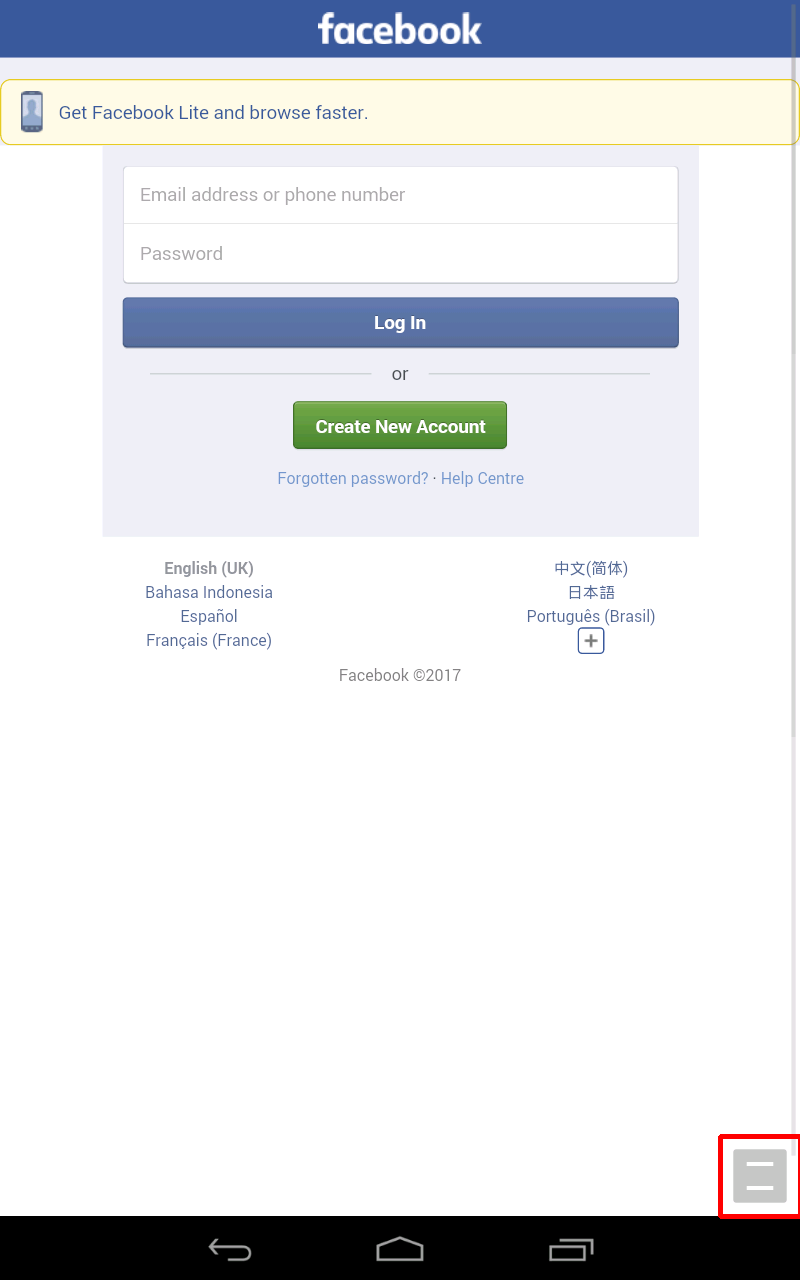 facebook
Get Facebook Lite and browse faster.
Email address or phone number
Password
Log In
or
Create New Account
Forgotten password? · Help Centre
English (UK)
Bahasa Indonesia
Español
Français (France)
中文(简体)
日本語
Português (Brasil)
Facebook ©2017